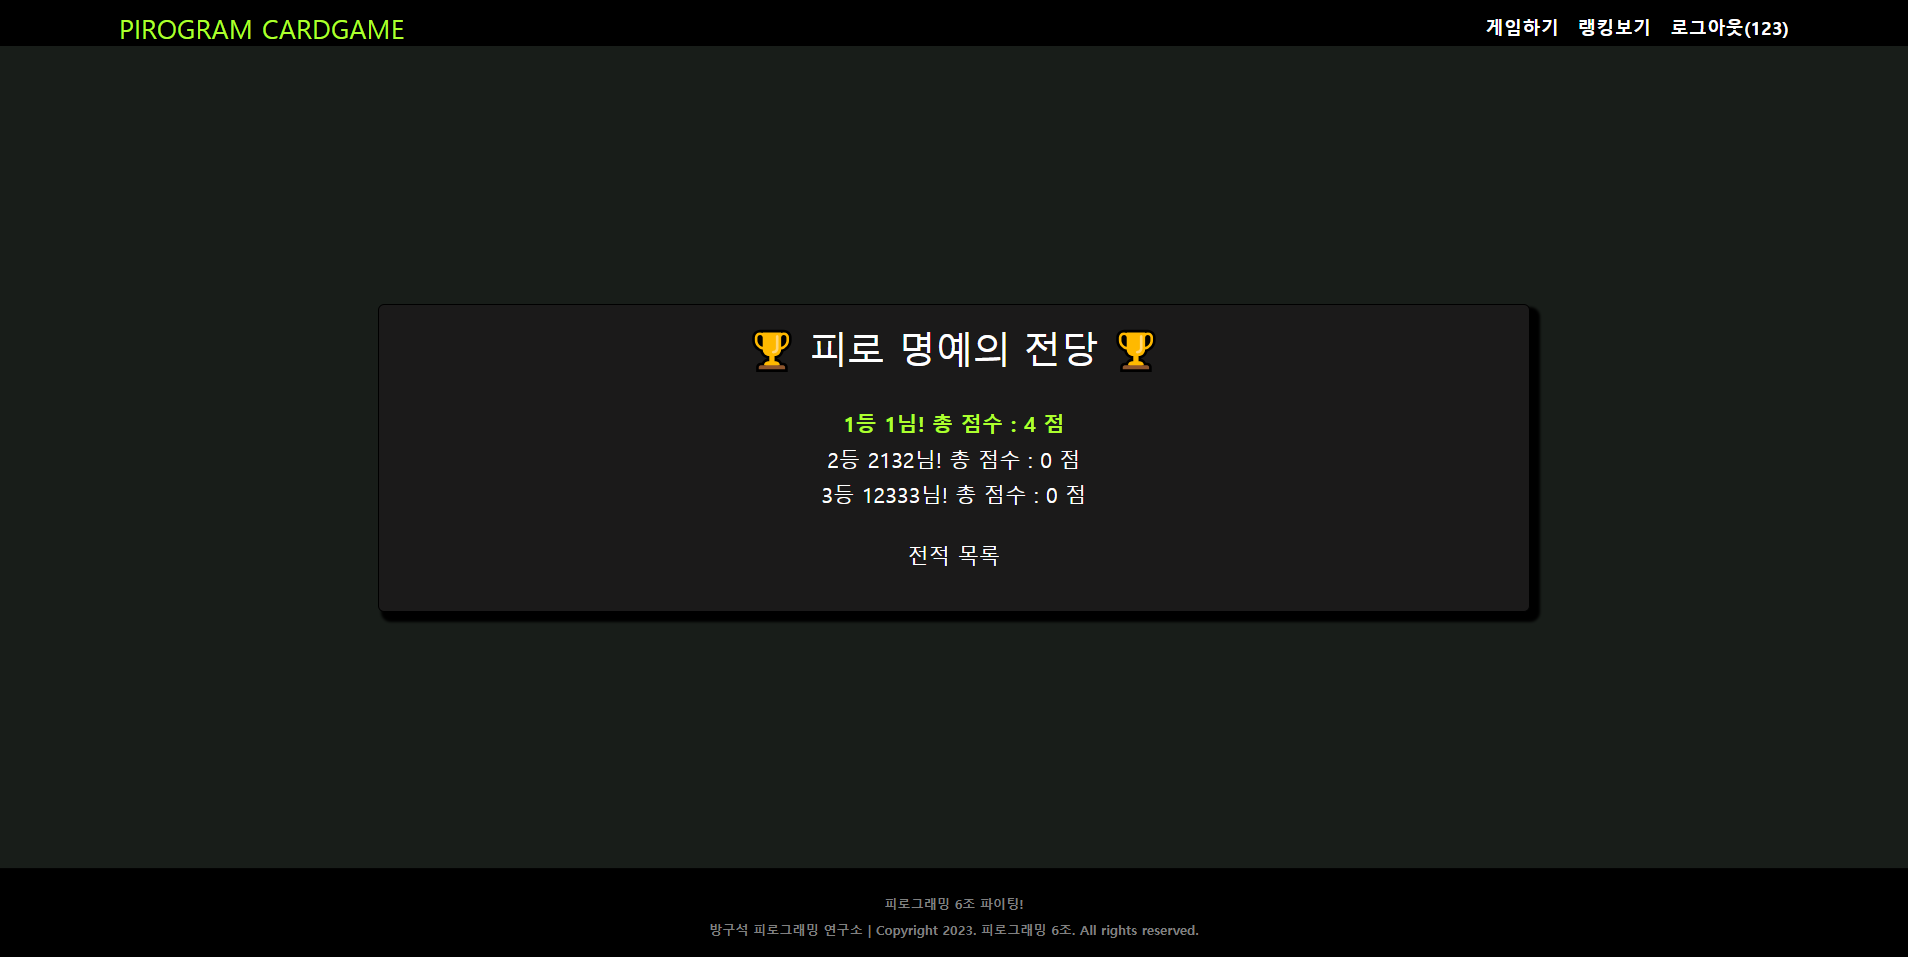 PIROGRAM CARDGAME
게임하기 랭킹보기 로그아웃(123)
🏆 피로 명예의 전당 🏆
1등 1님! 총 점수 : 4 점
2등 2132님! 총 점수 : 0 점
3등 12333님! 총 점수 : 0 점
전적 목록
피로그래밍 6조 파이팅!
방구석 피로그래밍 연구소 | Copyright 2023. 피로그래밍 6조. All rights reserved.